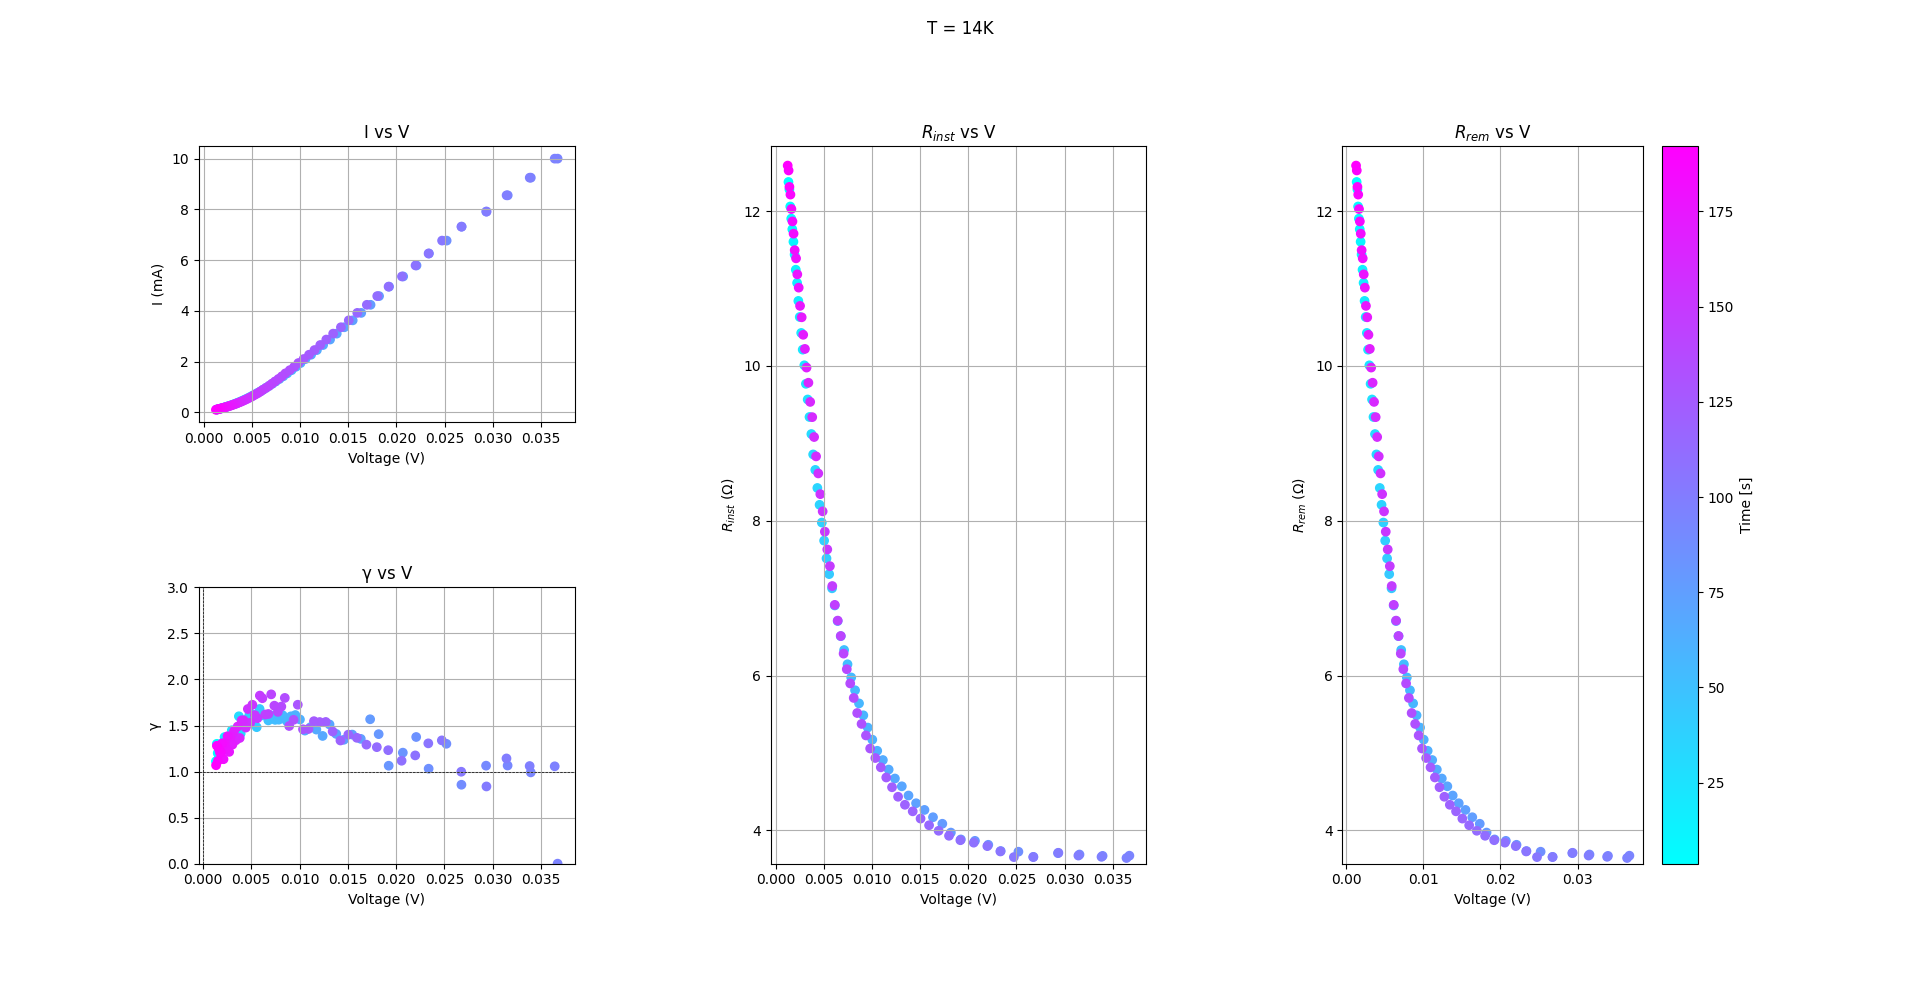 T = 14K
I vs V
I (mA)
10
8
6
4
2
0
0.000 0.005 0.010 0.015 0.020 0.025 0.030 0.035
Voltage (V)
γ vs V
γ
3.0
2.5
2.0
1.5
1.0
0.5
0.0
0.000 0.005 0.010 0.015 0.020 0.025 0.030 0.035
Voltage (V)
R_inst vs V
R_inst (Ω)
12
10
8
6
4
0.000 0.005 0.010 0.015 0.020 0.025 0.030 0.035
Voltage (V)
R_rem vs V
R_rem (Ω)
12
10
8
6
4
0.00 0.01 0.02 0.03
Voltage (V)
175
150
125
100
75
50
25
Time [s]